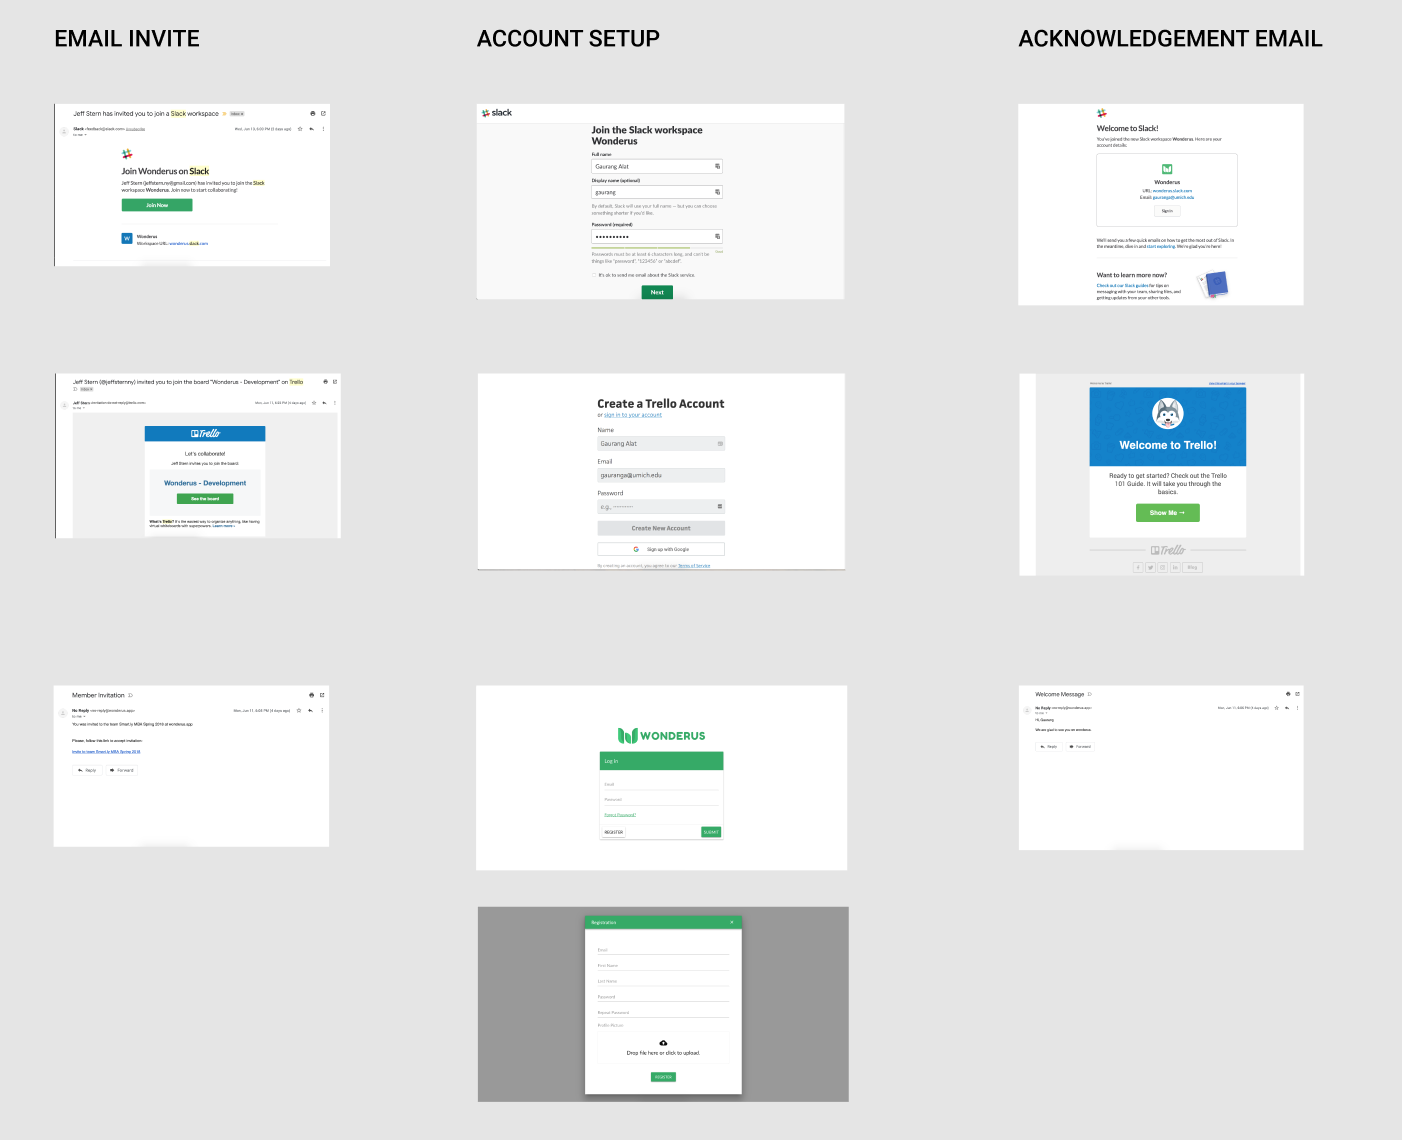 EMAIL INVITE
ACCOUNT SETUP
ACKNOWLEDGEMENT EMAIL
Jeff Stern has invited you to join a Slack workspace
Inbox x
Slack <feedback@slack.com> Unsubscribe
to me
Mon, Jun 11, 6:20 PM (3 days ago)
Join Wonderus on Slack
Jeff Stern (jeffsternny@gmail.com) has invited you to join the Slack
workspace Wonderus. Join now to start collaborating!
Join Now
W
Wonderus
Workspace URL: wonderus.slack.com
slack
Join the Slack workspace
Wonderus
Full name
Gaurang Alat
Display name (optional)
gaurang
By default, Slack will use your full name — but you can choose
something shorter if you'd like.
Password (required)
••••••••••
Passwords must be at least 6 characters long, and can't be
things like "password", "123456" or "abcdef".
It's ok to send me email about the Slack service.
Next
Welcome to Slack!
You've joined the new Slack workspace Wonderus. Here are your
account details:
Wonderus
URL: wonderus.slack.com
Email: gauranga@umich.edu
Sign in
We'll send you a few quick emails on how to get the most out of Slack. In
the meantime, dive in and start exploring. We're glad you're here!
Want to learn more now?
Check out our Slack guides for tips on
messaging with your team, sharing files, and
getting updates from your other tools.
Jeff Stern (@jeffsternny) invited you to join the board "Wonderus - Development" on Trello
Inbox x
Jeff Stern
to me
Trello
Let's collaborate!
Jeff Stern invites you to join the board:
Wonderus - Development
See the board
What is Trello? It's the easiest way to organize anything, like having
virtual whiteboards with superpowers. Learn more ›
Create a Trello Account
or sign in to your account
Name
Gaurang Alat
Email
gauranga@umich.edu
Password
e.g., ••••••••••
Create New Account
Sign up with Google
By creating an account, you agree to our Terms of Service
Welcome to Trello!
Ready to get started? Check out the Trello
101 Guide. It will take you through the
basics.
Show Me →
Trello
Blog
Member Invitation
No Reply <no-reply@wonderus.app>
to me
You was invited to the team Smart.ly MBA Spring 2018 at wonderus.app
Please, follow this link to accept invitation:
Invite to team Smart.ly MBA Spring 2018
Reply
Forward
WONDERUS
Log in
Email
Password
Forgot Password?
REGISTER
SUBMIT
Welcome Message
No Reply <no-reply@wonderus.app>
to me
Hi, Gaurang
We are glad to see you on wonderus.
Reply
Forward
Registration
×
Email
First Name
Last Name
Password
Repeat Password
Profile Picture
Drop file here or click to upload.
REGISTER